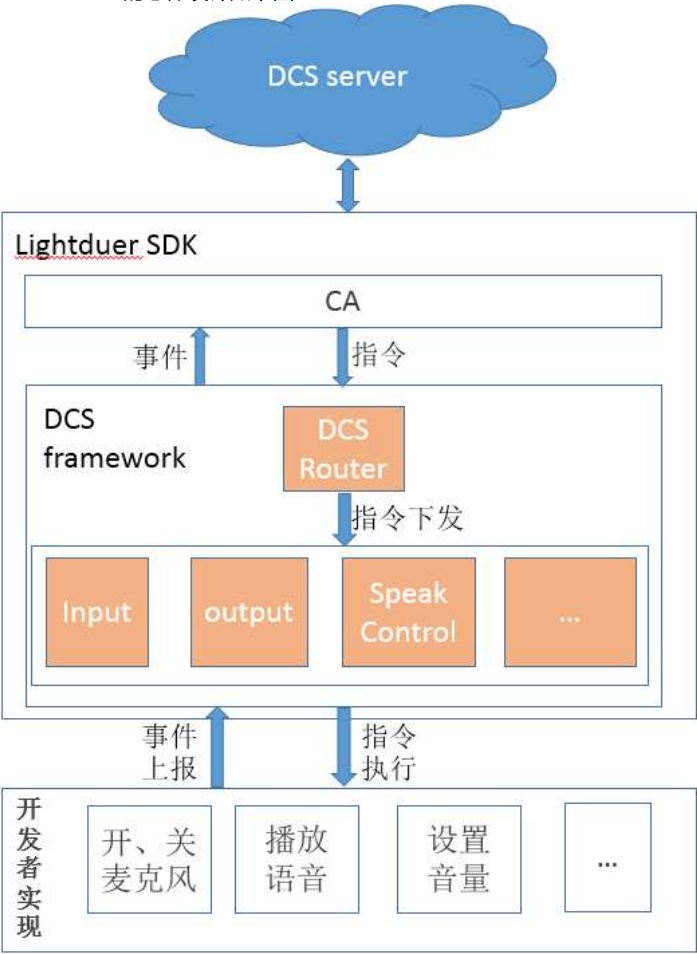 DCS server
Lightduer SDK
CA
事件
指令
DCS
framework
DCS
Router
指令下发
Input
output
Speak
Control
...
事件
上报
指令
执行
开
发
者
实
现
开、关
麦克风
播放
语音
设置
音量
...